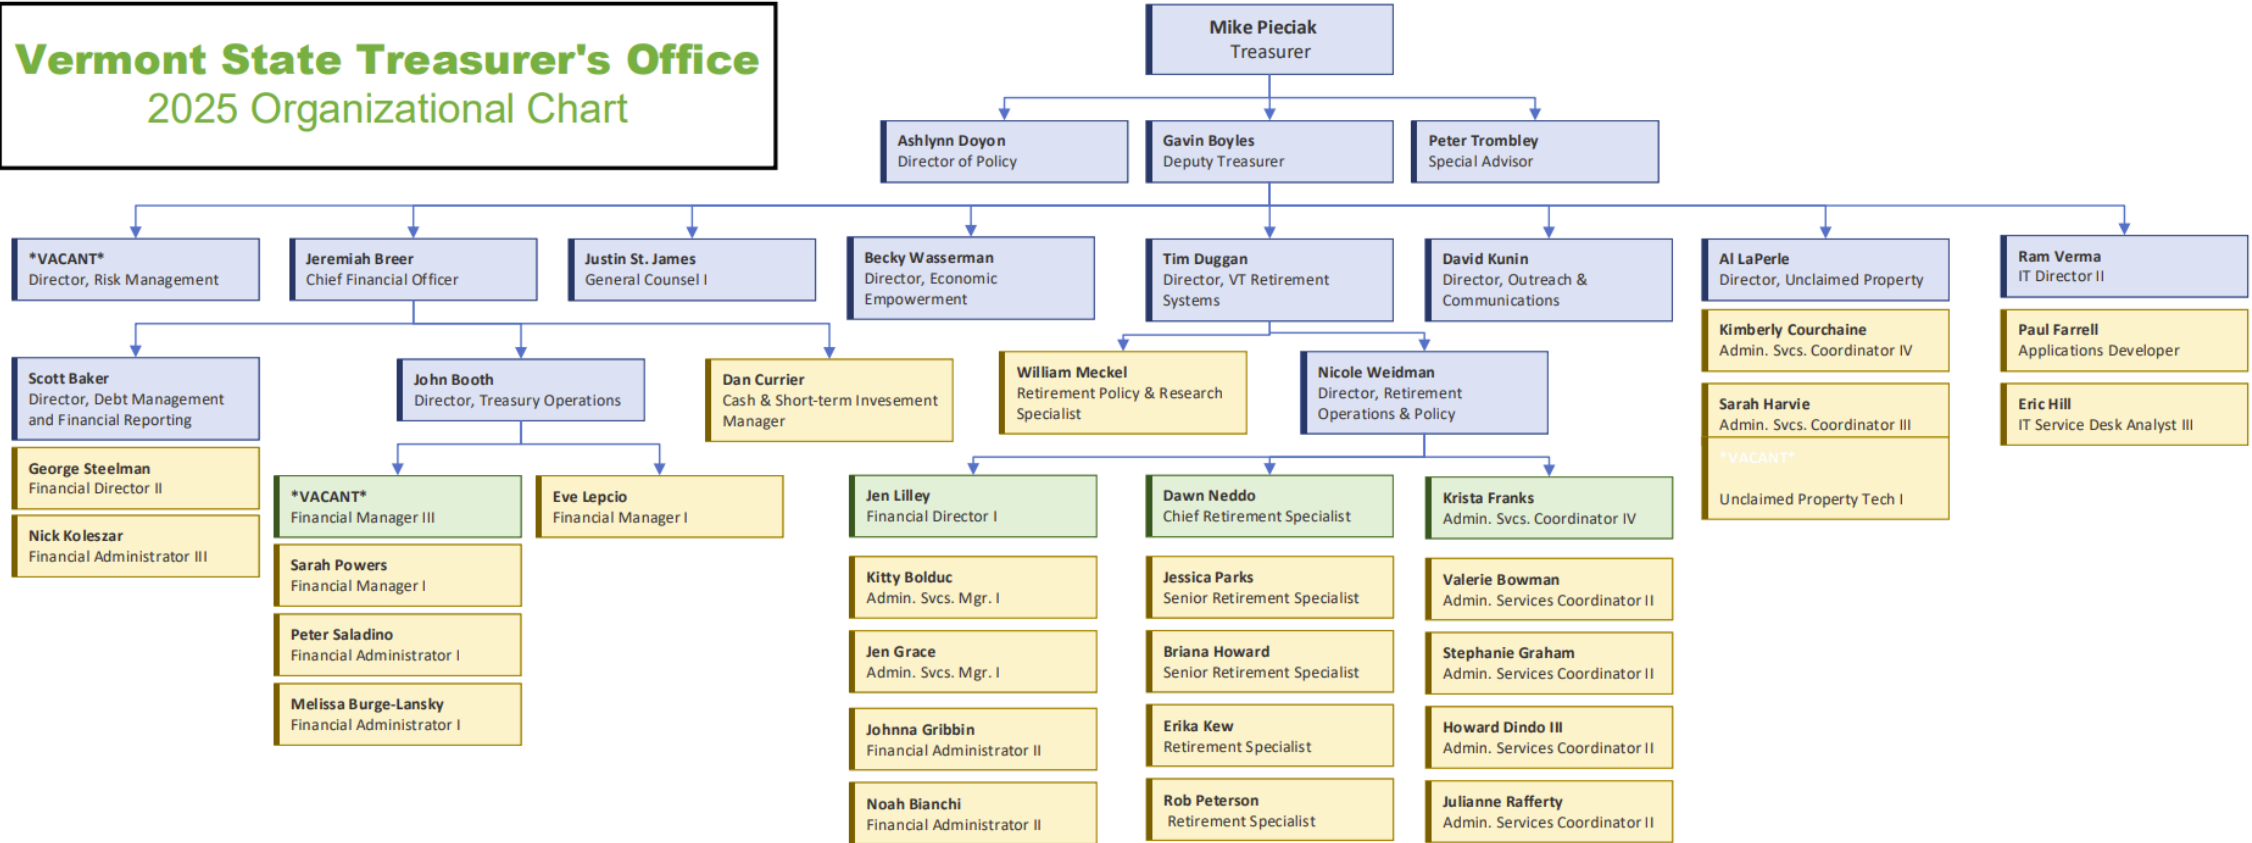 Vermont State Treasurer's Office
2025 Organizational Chart
Mike Pieciak
Treasurer
Ashlynn Doyon
Director of Policy
Gavin Boyles
Deputy Treasurer
Peter Trombley
Special Advisor
*VACANT*
Director, Risk Management
Jeremiah Breer
Chief Financial Officer
Justin St. James
General Counsel I
Becky Wasserman
Director, Economic
Empowerment
Tim Duggan
Director, VT Retirement
Systems
David Kunin
Director, Outreach &
Communications
Al LaPerle
Director, Unclaimed Property
Ram Verma
IT Director II
Scott Baker
Director, Debt Management
and Financial Reporting
George Steelman
Financial Director II
Nick Koleszar
Financial Administrator III
John Booth
Director, Treasury Operations
Dan Currier
Cash & Short-term Invesement
Manager
*VACANT*
Financial Manager III
Sarah Powers
Financial Manager I
Peter Saladino
Financial Administrator I
Melissa Burge-Lansky
Financial Administrator I
Eve Lepcio
Financial Manager I
William Meckel
Retirement Policy & Research
Specialist
Nicole Weidman
Director, Retirement
Operations & Policy
Jen Lilley
Financial Director I
Kitty Bolduc
Admin. Svcs. Mgr. I
Jen Grace
Admin. Svcs. Mgr. I
Johnna Gribbin
Financial Administrator II
Noah Bianchi
Financial Administrator II
Dawn Neddo
Chief Retirement Specialist
Jessica Parks
Senior Retirement Specialist
Briana Howard
Senior Retirement Specialist
Erika Kew
Retirement Specialist
Rob Peterson
Retirement Specialist
Krista Franks
Admin. Svcs. Coordinator IV
Valerie Bowman
Admin. Services Coordinator II
Stephanie Graham
Admin. Services Coordinator II
Howard Dindo III
Admin. Services Coordinator II
Julianne Rafferty
Admin. Services Coordinator II
Kimberly Courchaine
Admin. Svcs. Coordinator IV
Sarah Harvie
Admin. Svcs. Coordinator III
*VACANT*
Unclaimed Property Tech I
Paul Farrell
Applications Developer
Eric Hill
IT Service Desk Analyst III